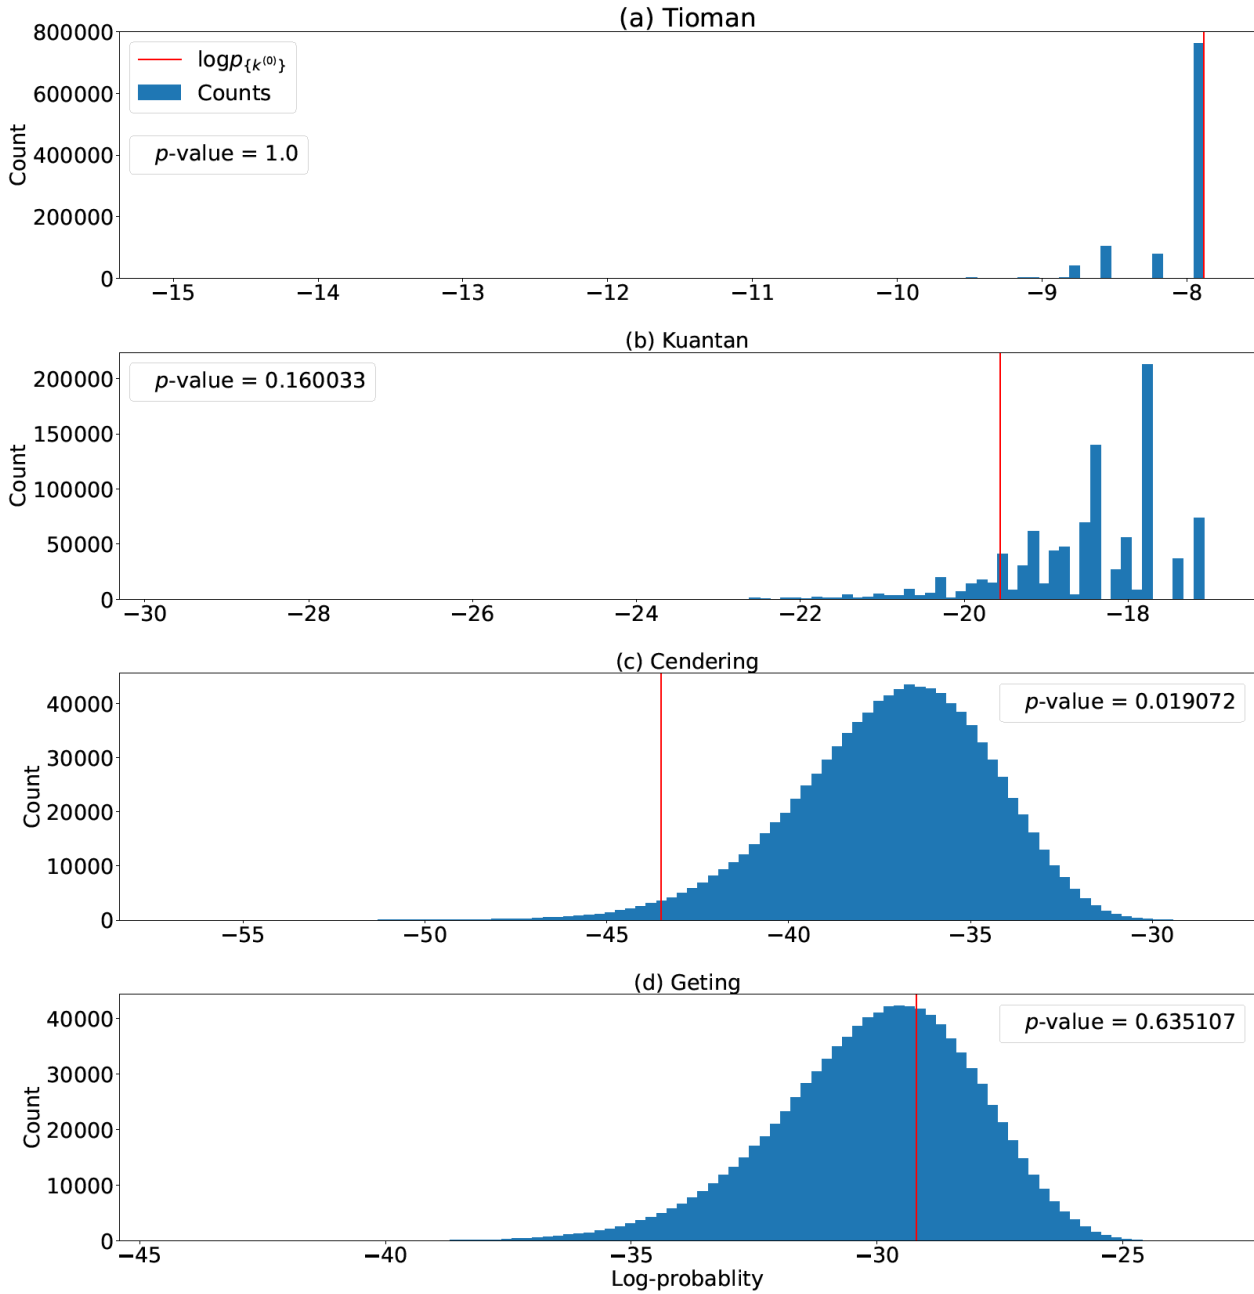 (a) Tioman
800000
600000
400000
200000
0
Count
logp{k(0)}
Counts
p-value = 1.0
−15 −14 −13 −12 −11 −10 −9 −8
(b) Kuantan
200000
150000
100000
50000
0
Count
p-value = 0.160033
−30 −28 −26 −24 −22 −20 −18
(c) Cendering
40000
30000
20000
10000
0
Count
p-value = 0.019072
−55 −50 −45 −40 −35 −30
(d) Geting
40000
30000
20000
10000
0
Count
p-value = 0.635107
−45 −40 −35 −30 −25
Log-probablity